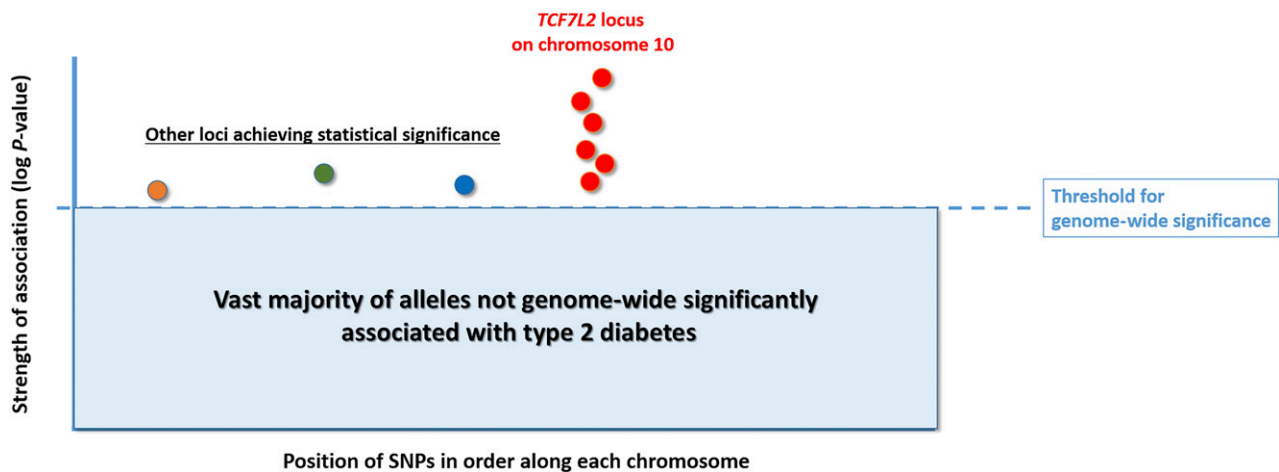 TCF7L2 locus
on chromosome 10
Strength of association (log P-value)
Other loci achieving statistical significance
Threshold for
genome-wide significance
Vast majority of alleles not genome-wide significantly
associated with type 2 diabetes
Position of SNPs in order along each chromosome